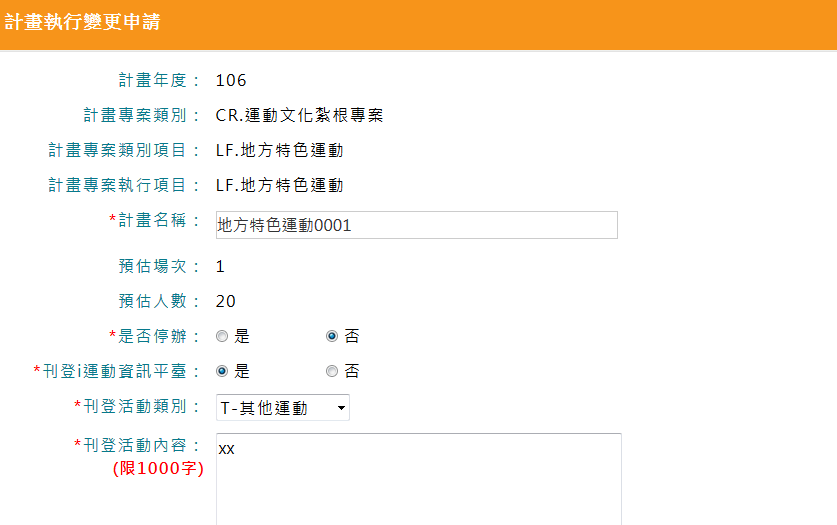 計畫執行變更申請
計畫年度： 106
計畫專案類別： CR.運動文化紮根專案
計畫專案類別項目： LF.地方特色運動
計畫專案執行項目： LF.地方特色運動
*計畫名稱： 地方特色運動0001
預估場次： 1
預估人數： 20
*是否停辦： 是 否
*刊登i運動資訊平臺： 是 否
*刊登活動類別： T-其他運動
*刊登活動內容： xx
(限1000字)